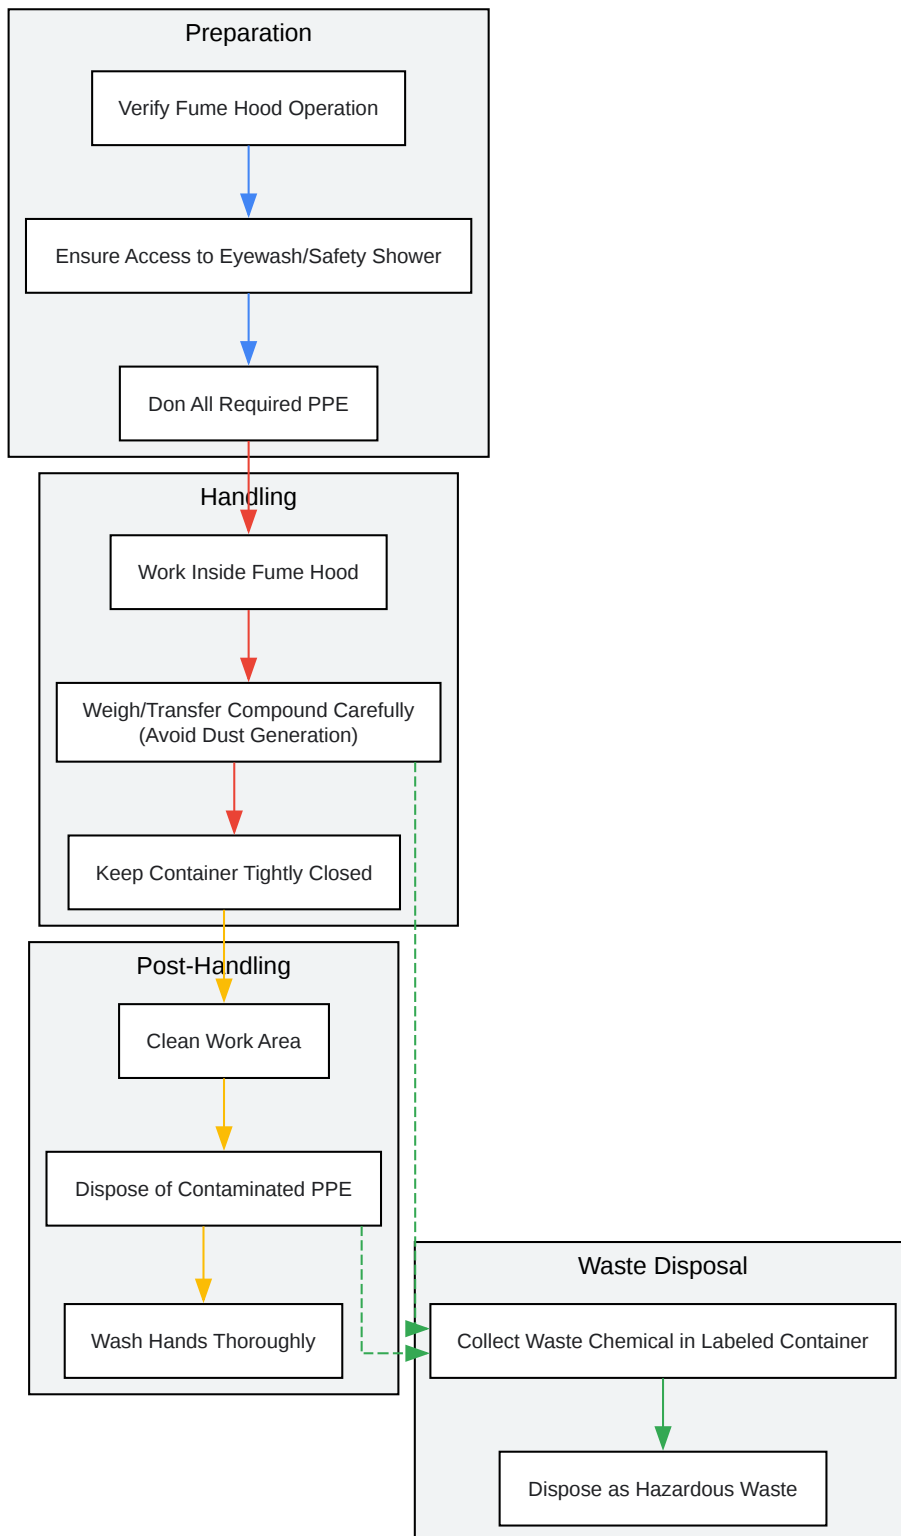 Preparation
Verify Fume Hood Operation
Ensure Access to Eyewash/Safety Shower
Don All Required PPE
Handling
Work Inside Fume Hood
Weigh/Transfer Compound Carefully
(Avoid Dust Generation)
Keep Container Tightly Closed
Post-Handling
Clean Work Area
Dispose of Contaminated PPE
Wash Hands Thoroughly
Waste Disposal
Collect Waste Chemical in Labeled Container
Dispose as Hazardous Waste